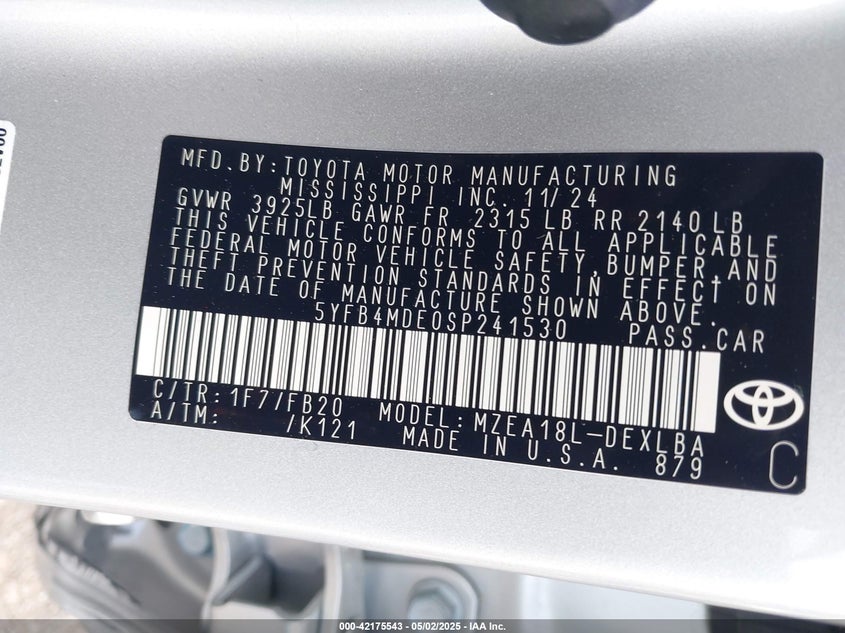 MFD.BY:TOYOTA MOTOR MANUFACTURING
MISSISSIPPI INC. 11/24
GVWR 3925LB GAWR FR 2315 LB RR 2140 LB
THIS VEHICLE CONFORMS TO ALL APPLICABLE
FEDERAL MOTOR VEHICLE SAFETY,BUMPER,AND
THEFT PREVENTION STANDARDS IN EFFECT ON
THE DATE OF MANUFACTURE SHOWN ABOVE.
5YFB4MDE0SP241530 PASS.CAR
C/TR:1F7/FB20 MODEL:MZEA18L-DEXLBA
A/TM: /K121 MADE IN U.S.A. 879
C
000-42175543 - 05/02/2025 - IAA Inc.